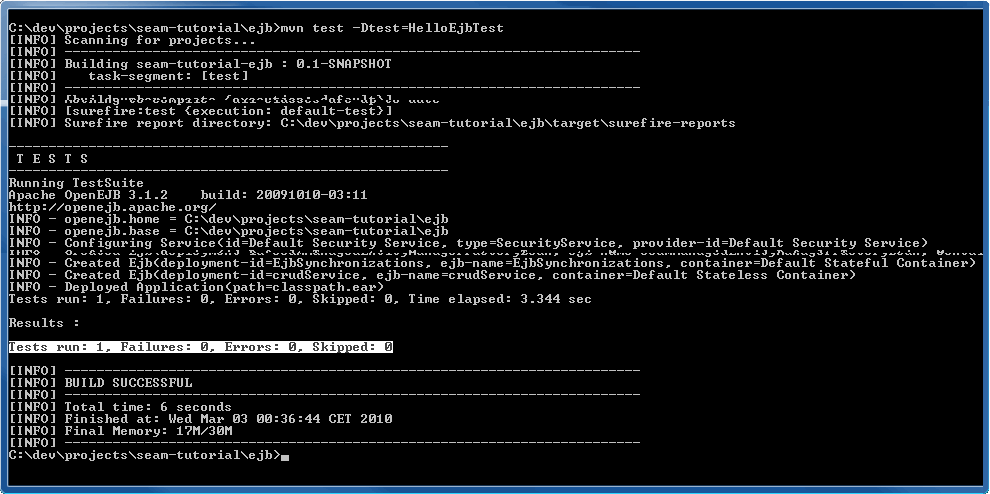 C:\dev\projects\seam-tutorial\ejb>mvn test -Dtest=HelloEjbTest
[INFO] Scanning for projects...
[INFO] ------------------------------------------------------------------------
[INFO] Building seam-tutorial-ejb : 0.1-SNAPSHOT
[INFO]    task-segment: [test]
[INFO] ------------------------------------------------------------------------
[INFO]
[INFO] [surefire:test {execution: default-test}]
[INFO] Surefire report directory: C:\dev\projects\seam-tutorial\ejb\target\surefire-reports
-------------------------------------------------------
T E S T S
-------------------------------------------------------
Running TestSuite
Apache OpenEJB 3.1.2    build: 20091010-03:11
http://openejb.apache.org/
INFO - openejb.home = C:\dev\projects\seam-tutorial\ejb
INFO - openejb.base = C:\dev\projects\seam-tutorial\ejb
INFO - Configuring Service(id=Default Security Service, type=SecurityService, provider-id=Default Security Service)
INFO - Created Ejb(deployment-id=EjbSynchronizations, ejb-name=EjbSynchronizations, container=Default Stateful Container)
INFO - Created Ejb(deployment-id=crudService, ejb-name=crudService, container=Default Stateless Container)
INFO - Deployed Application(path=classpath.ear)
Tests run: 1, Failures: 0, Errors: 0, Skipped: 0, Time elapsed: 3.344 sec
Results :
Tests run: 1, Failures: 0, Errors: 0, Skipped: 0
[INFO] ------------------------------------------------------------------------
[INFO] BUILD SUCCESSFUL
[INFO] ------------------------------------------------------------------------
[INFO] Total time: 6 seconds
[INFO] Finished at: Wed Mar 03 00:36:44 CET 2010
[INFO] Final Memory: 17M/30M
[INFO] ------------------------------------------------------------------------
C:\dev\projects\seam-tutorial\ejb>